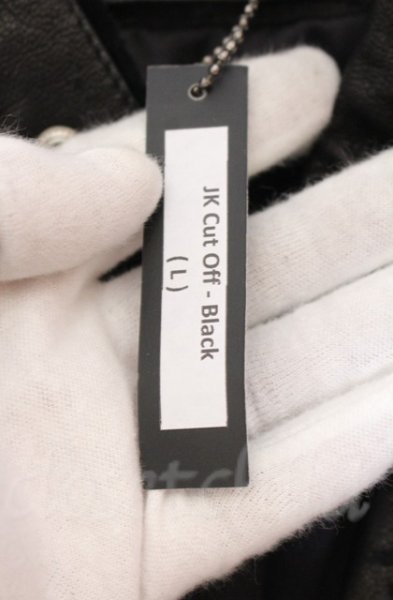 JK Cut Off - Black
( L )